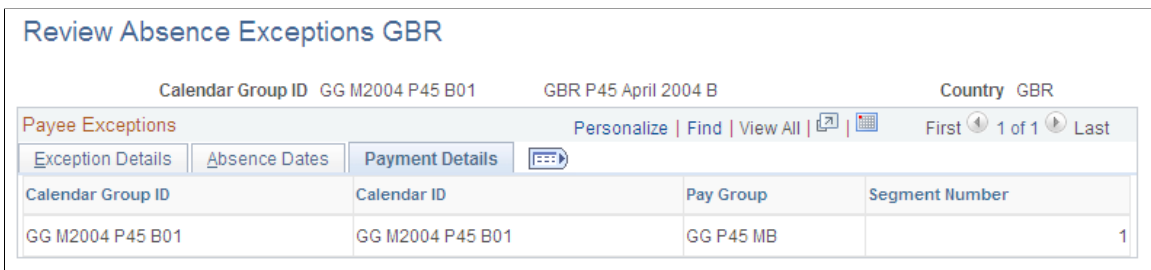 Review Absence Exceptions GBR
Calendar Group ID GG M2004 P45 B01 GBR P45 April 2004 B Country GBR
Payee Exceptions Personalize | Find | View All | | First 1 of 1 Last
Exception Details Absence Dates Payment Details
Calendar Group ID Calendar ID Pay Group Segment Number
GG M2004 P45 B01 GG M2004 P45 B01 GG P45 MB 1